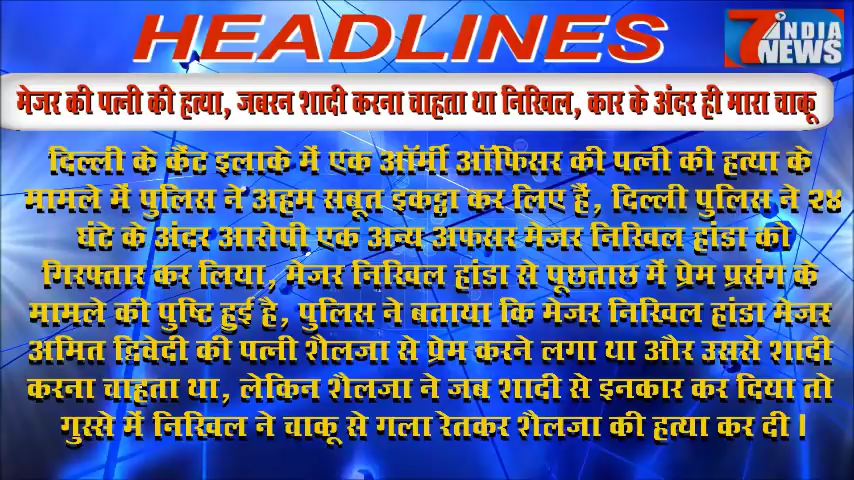 HEADLINES
7 INDIA NEWS
मेजर की पत्नी की हत्या, जबरन शादी करना चाहता था निखिल, कार के अंदर ही मारा चाकू
दिल्ली के कैंट इलाके में एक ऑर्मी ऑफिसर की पत्नी की हत्या के
मामले में पुलिस ने अहम सबूत इकट्ठा कर लिए हैं, दिल्ली पुलिस ने २४
घंटे के अंदर आरोपी एक अन्य अफसर मेजर निखिल हांडा को
गिरफ्तार कर लिया, मेजर निखिल हांडा से पूछताछ में प्रेम प्रसंग के
मामले की पुष्टि हुई है, पुलिस ने बताया कि मेजर निखिल हांडा मेजर
अमित द्विवेदी की पत्नी शैलजा से प्रेम करने लगा था और उससे शादी
करना चाहता था, लेकिन शैलजा ने जब शादी से इनकार कर दिया तो
गुस्से में निखिल ने चाकू से गला रेतकर शैलजा की हत्या कर दी।